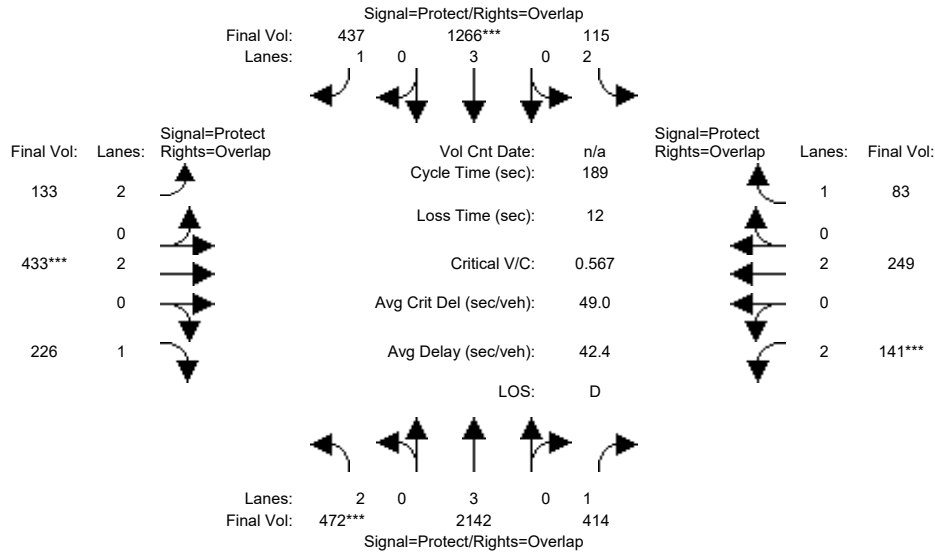 Signal=Protect/Rights=Overlap
Final Vol: 437 1266*** 115
Lanes: 1 0 3 0 2
Signal=Protect
Final Vol: Lanes: Rights=Overlap
Vol Cnt Date: n/a
Signal=Protect
Rights=Overlap Lanes: Final Vol:
Cycle Time (sec): 189
133 2 1 83
Loss Time (sec): 12
0 0
433*** 2 Critical V/C: 0.567 2 249
0 Avg Crit Del (sec/veh): 49.0 0
226 1 Avg Delay (sec/veh): 42.4 2 141***
LOS: D
Lanes: 2 0 3 0 1
Final Vol: 472*** 2142 414
Signal=Protect/Rights=Overlap